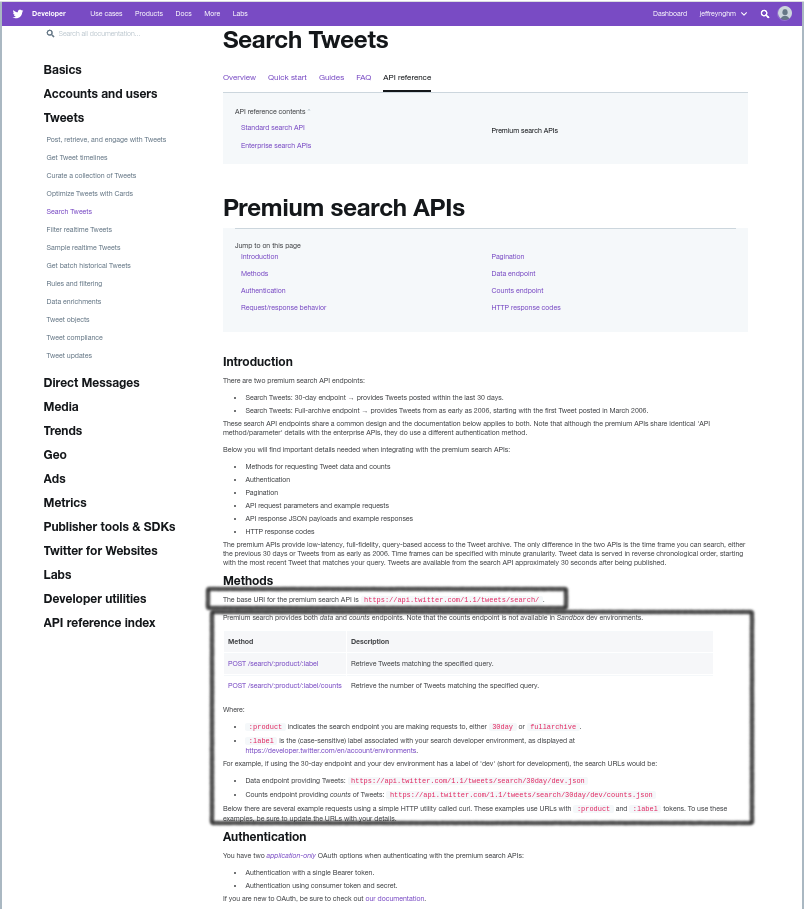 Developer Use cases Products Docs More Labs Dashboard jeffreynghm
Search all documentation...
Search Tweets
Overview Quick start Guides FAQ API reference
API reference contents
Standard search API
Premium search APIs
Enterprise search APIs
Basics
Accounts and users
Tweets
Post, retrieve, and engage with Tweets
Get Tweet timelines
Curate a collection of Tweets
Optimize Tweets with Cards
Search Tweets
Filter realtime Tweets
Sample realtime Tweets
Get batch historical Tweets
Rules and filtering
Data enrichments
Tweet objects
Tweet compliance
Tweet updates
Direct Messages
Media
Trends
Geo
Ads
Metrics
Publisher tools & SDKs
Twitter for Websites
Labs
Developer utilities
API reference index
Premium search APIs
Jump to on this page
Introduction Pagination
Methods Data endpoint
Authentication Counts endpoint
Request/response behavior HTTP response codes
Introduction
There are two premium search API endpoints:
• Search Tweets: 30-day endpoint → provides Tweets posted within the last 30 days.
• Search Tweets: Full-archive endpoint → provides Tweets from as early as 2006, starting with the first Tweet posted in March 2006.
These search API endpoints share a common design and the documentation below applies to both. Note that although the premium APIs share identical 'API
method/parameter' details with the enterprise APIs, they do use a different authentication method.
Below you will find important details needed when integrating with the premium search APIs:
• Methods for requesting Tweet data and counts
• Authentication
• Pagination
• API request parameters and example requests
• API response JSON payloads and example responses
• HTTP response codes
The premium APIs provide low-latency, full-fidelity, query-based access to the Tweet archive. The only difference in the two APIs is the time frame you can search, either
the previous 30 days or Tweets from as early as 2006. Time frames can be specified with minute granularity. Tweet data is served in reverse chronological order, starting
with the most recent Tweet that matches your query. Tweets are available from the search API approximately 30 seconds after being published.
Methods
The base URI for the premium search API is https://api.twitter.com/1.1/tweets/search/ .
Premium search provides both data and counts endpoints. Note that the counts endpoint is not available in Sandbox dev environments.
Method Description
POST /search/:product/:label Retrieve Tweets matching the specified query.
POST /search/:product/:label/counts Retrieve the number of Tweets matching the specified query.
Where:
• :product indicates the search endpoint you are making requests to, either 30day or fullarchive .
• :label is the (case-sensitive) label associated with your search developer environment, as displayed at
https://developer.twitter.com/en/account/environments.
For example, if using the 30-day endpoint and your dev environment has a label of 'dev' (short for development), the search URLs would be:
• Data endpoint providing Tweets: https://api.twitter.com/1.1/tweets/search/30day/dev.json
• Counts endpoint providing counts of Tweets: https://api.twitter.com/1.1/tweets/search/30day/dev/counts.json
Below there are several example requests using a simple HTTP utility called curl. These examples use URLs with :product and :label tokens. To use these
examples, be sure to update the URLs with your details.
Authentication
You have two application-only OAuth options when authenticating with the premium search APIs:
• Authentication with a single Bearer token.
• Authentication using consumer token and secret.
If you are new to OAuth, be sure to check out our documentation.